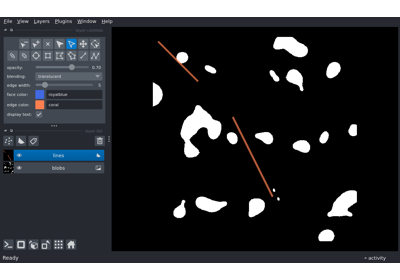 File View Plugins Window Help
opacity: 0.70
blending: translucent
edge width: 5
face color: royalblue
edge color: coral
display text:
lines
blobs
Ready activity